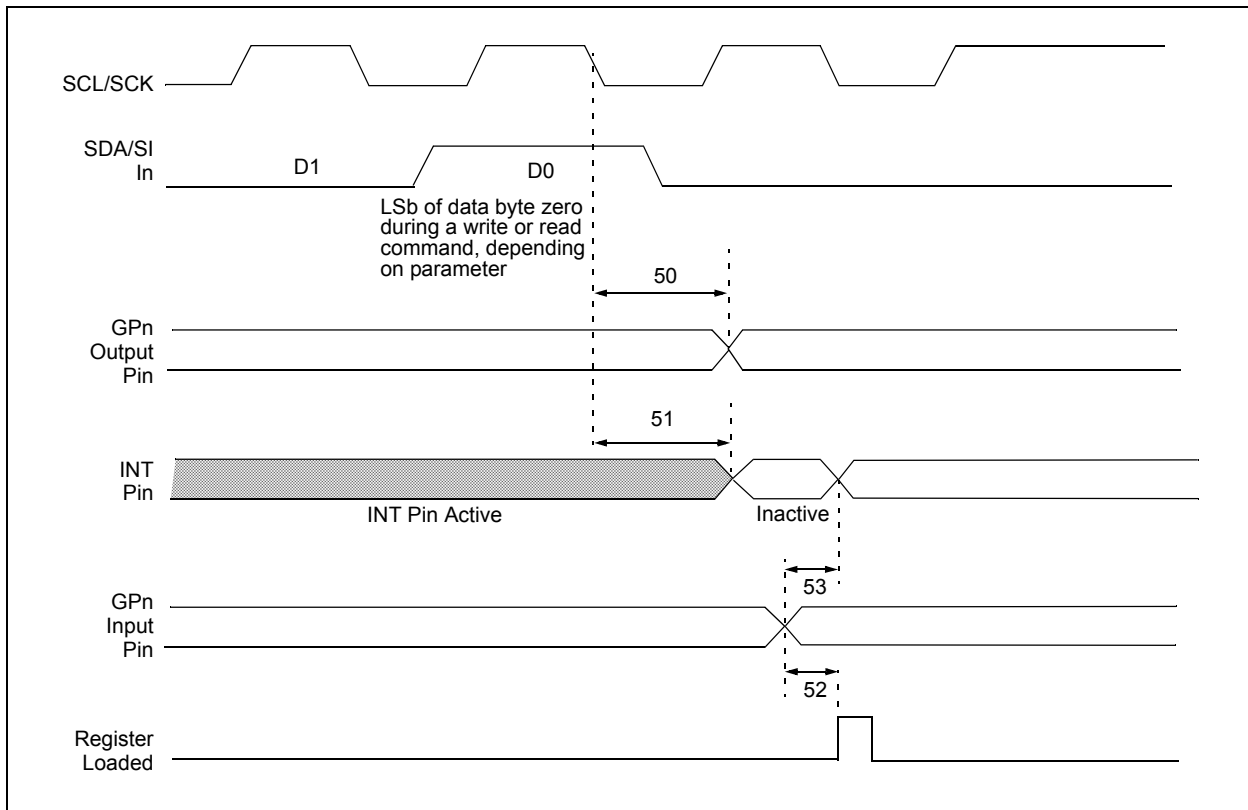 SCL/SCK
SDA/SI
In
D1
D0
LSb of data byte zero
during a write or read
command, depending
on parameter
50
GPn
Output
Pin
51
INT
Pin
INT Pin Active
Inactive
53
GPn
Input
Pin
52
Register
Loaded